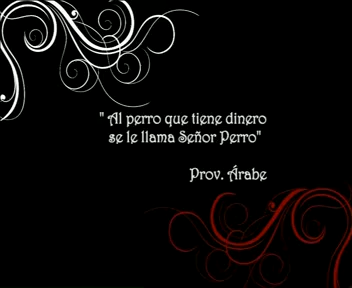 " Al perro que tiene dinero
se le llama Señor Perro"
Prov. Árabe